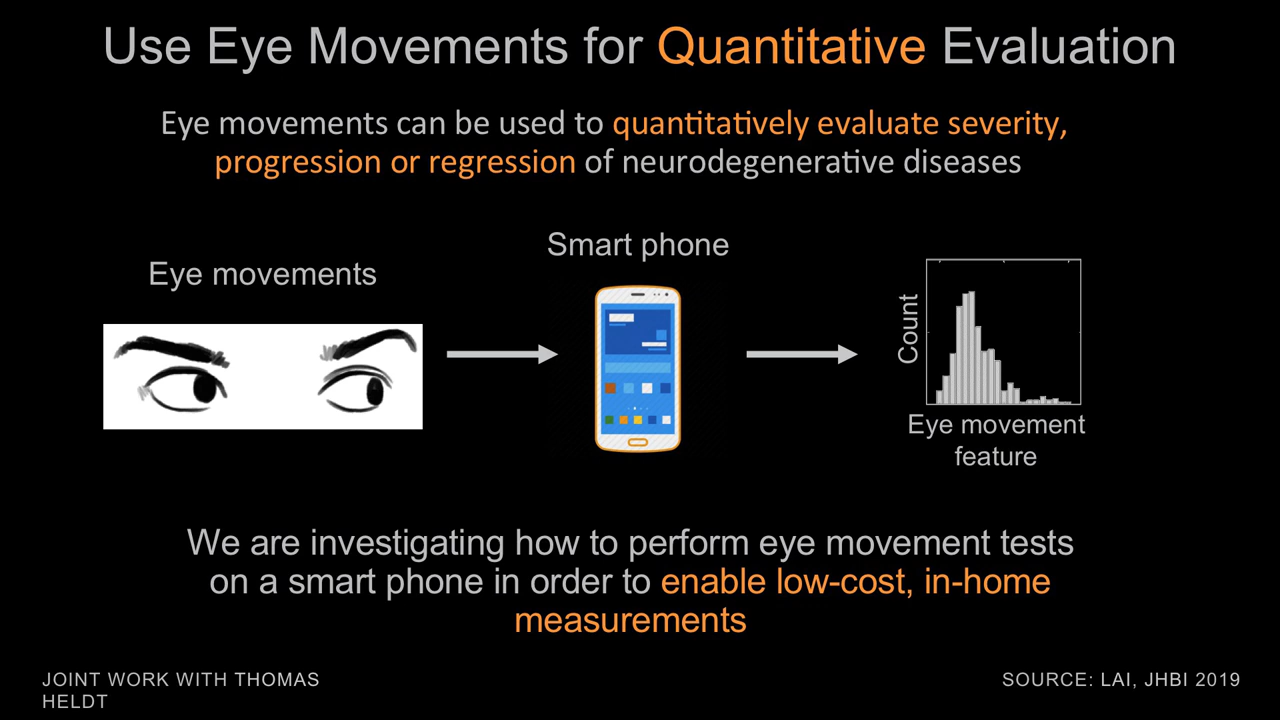 Use Eye Movements for Quantitative Evaluation
Eye movements can be used to quantitatively evaluate severity,
progression or regression of neurodegenerative diseases
Smart phone
Eye movements
Count
Eye movement
feature
We are investigating how to perform eye movement tests
on a smart phone in order to enable low-cost, in-home
measurements
JOINT WORK WITH THOMAS
HELDT
SOURCE: LAI, JHBI 2019